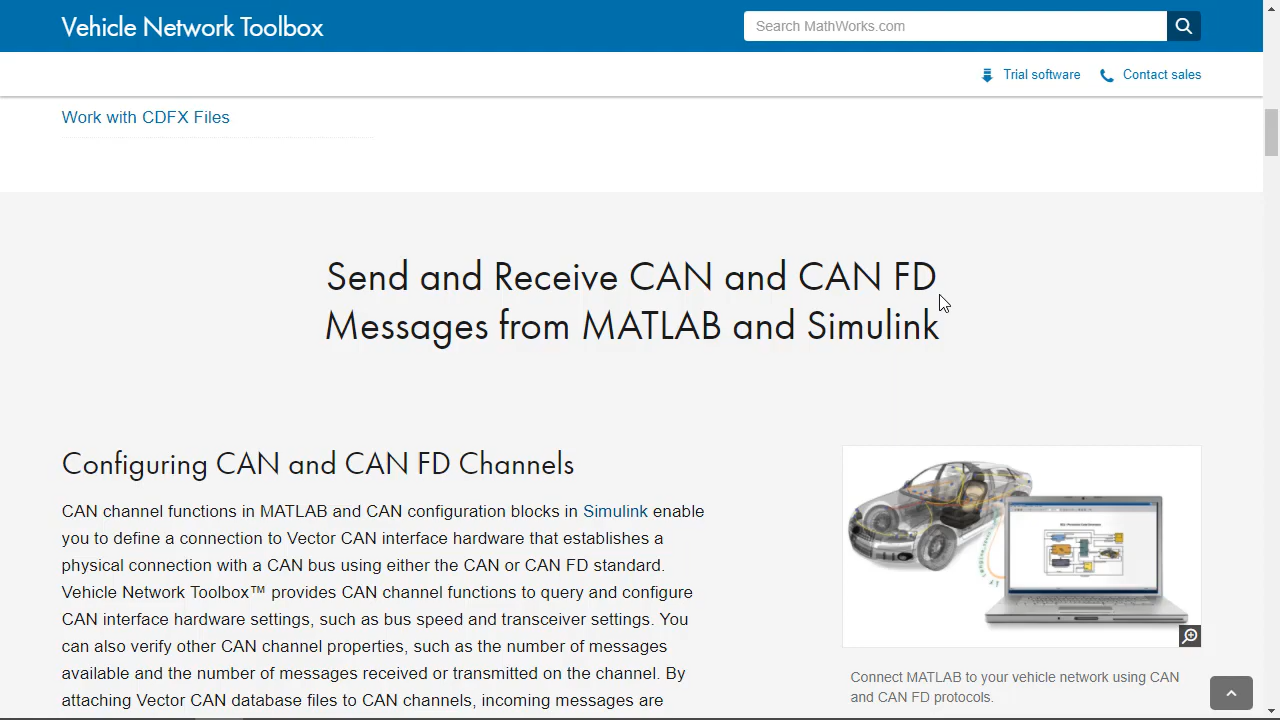 Vehicle Network Toolbox
Search MathWorks.com
Trial software
Contact sales
Work with CDFX Files
Send and Receive CAN and CAN FD
Messages from MATLAB and Simulink
Configuring CAN and CAN FD Channels
CAN channel functions in MATLAB and CAN configuration blocks in Simulink enable
you to define a connection to Vector CAN interface hardware that establishes a
physical connection with a CAN bus using either the CAN or CAN FD standard.
Vehicle Network Toolbox™ provides CAN channel functions to query and configure
CAN interface hardware settings, such as bus speed and transceiver settings. You
can also verify other CAN channel properties, such as the number of messages
available and the number of messages received or transmitted on the channel. By
attaching Vector CAN database files to CAN channels, incoming messages are
Connect MATLAB to your vehicle network using CAN
and CAN FD protocols.